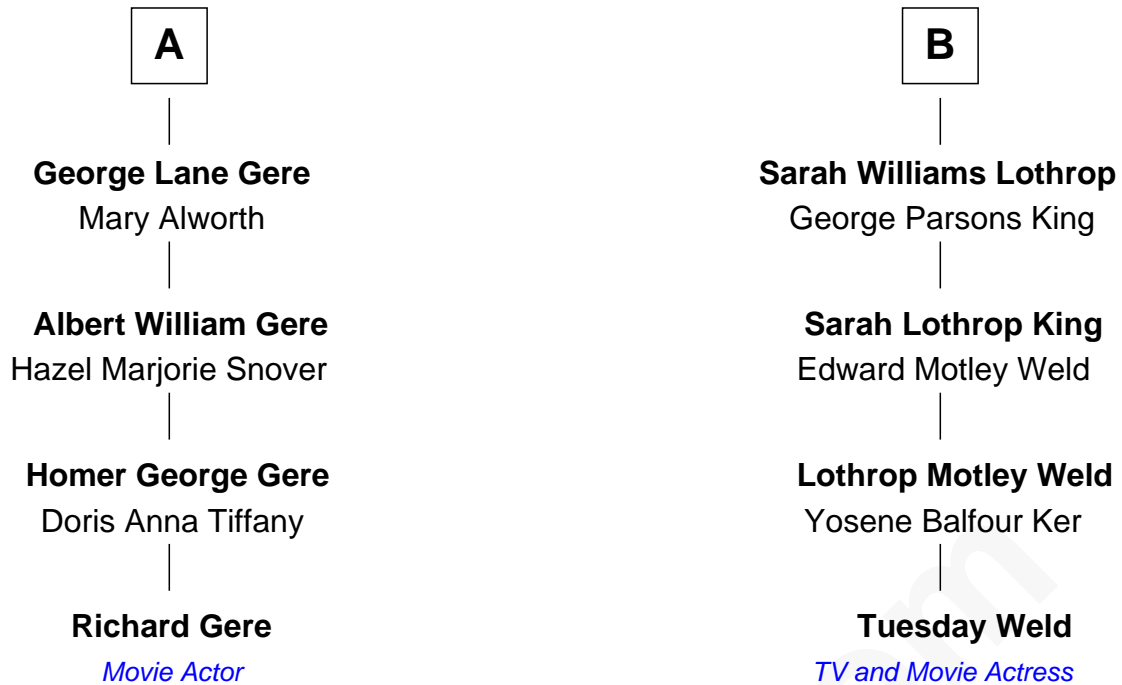 A
George Lane Gere
Mary Alworth
Albert William Gere
Hazel Marjorie Snover
Homer George Gere
Doris Anna Tiffany
Richard Gere
Movie Actor
B
Sarah Williams Lothrop
George Parsons King
Sarah Lothrop King
Edward Motley Weld
Lothrop Motley Weld
Yosene Balfour Ker
Tuesday Weld
TV and Movie Actress